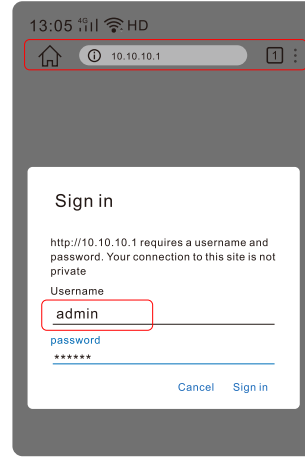 13:05 4G HD
10.10.10.1 1
Sign in
http://10.10.10.1 requires a username and
password. Your connection to this site is not
private
Username
admin
password
******
Cancel Sign in